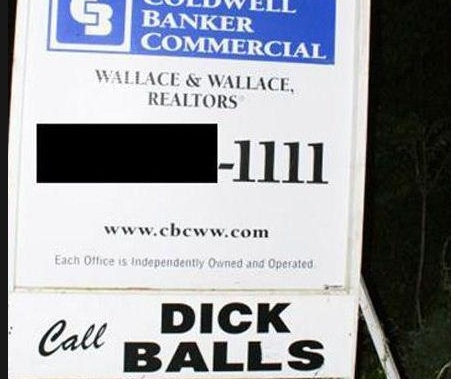 CB
COLDWELL
BANKER
COMMERCIAL
WALLACE & WALLACE,
REALTORS®
-1111
www.cbcww.com
Each Office is Independently Owned and Operated.
Call DICK
BALLS